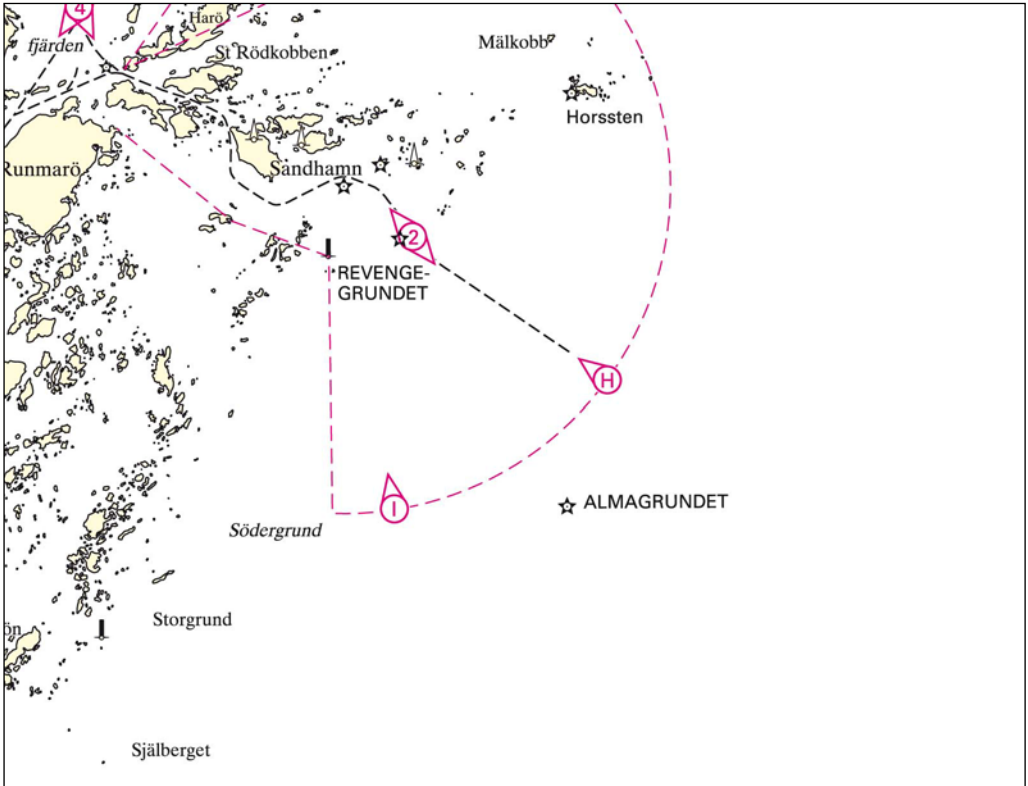 4
Harö
fjärden
St Rödkobben
Mälkobb
Horssten
Runmarö
Sandhamn
2
REVENGE-
GRUNDET
H
I
ALMAGRUNDET
Södergrund
Storgrund
ön
Själberget